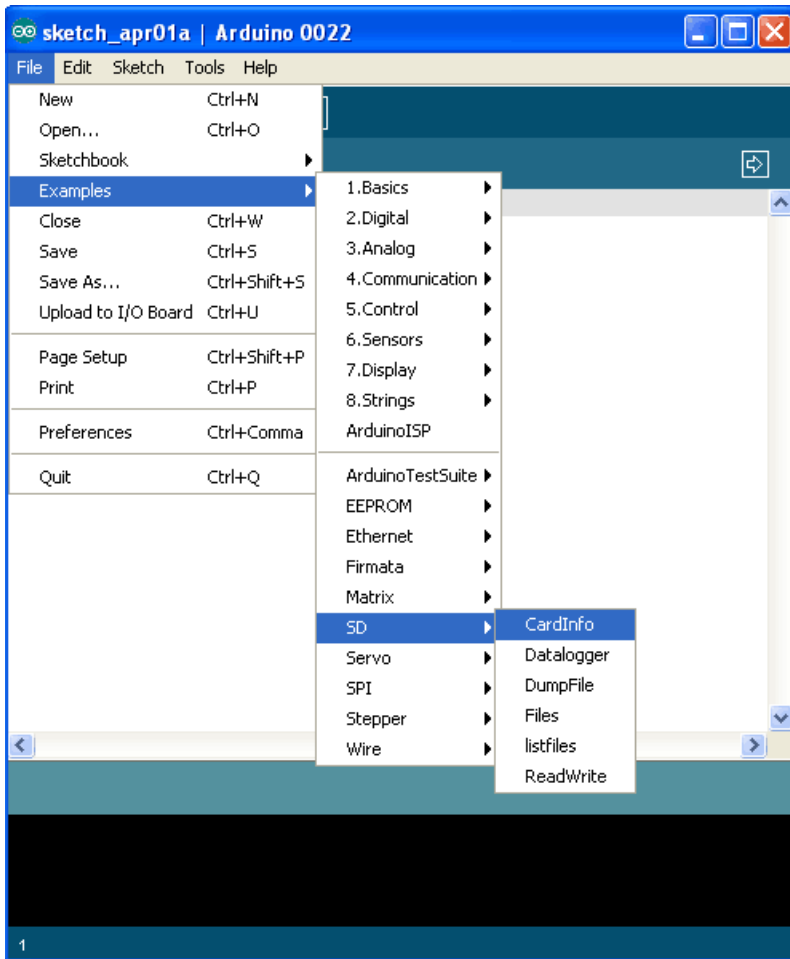 sketch_apr01a | Arduino 0022
File Edit Sketch Tools Help
New Ctrl+N
Open... Ctrl+O
Sketchbook
Examples
Close Ctrl+W
Save Ctrl+S
Save As... Ctrl+Shift+S
Upload to I/O Board Ctrl+U
Page Setup Ctrl+Shift+P
Print Ctrl+P
Preferences Ctrl+Comma
Quit Ctrl+Q
1.Basics
2.Digital
3.Analog
4.Communication
5.Control
6.Sensors
7.Display
8.Strings
ArduinoISP
ArduinoTestSuite
EEPROM
Ethernet
Firmata
Matrix
SD
Servo
SPI
Stepper
Wire
CardInfo
Datalogger
DumpFile
Files
listfiles
ReadWrite
1